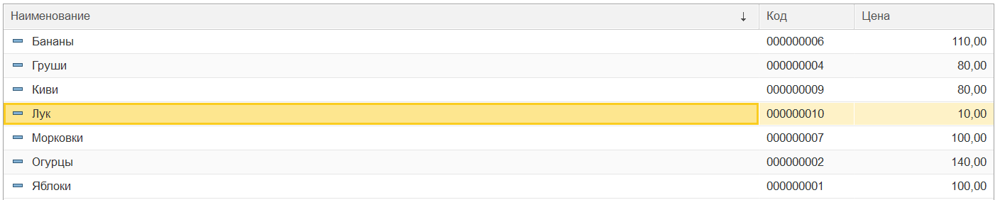 Наименование ↓ Код Цена
Бананы 000000006 110,00
Груши 000000004 80,00
Киви 000000009 80,00
Лук 000000010 10,00
Морковки 000000007 100,00
Огурцы 000000002 140,00
Яблоки 000000001 100,00